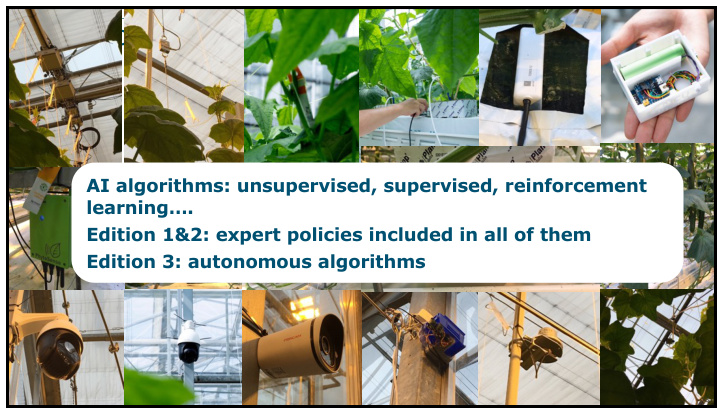 AI algorithms: unsupervised, supervised, reinforcement
learning....
Edition 1&2: expert policies included in all of them
Edition 3: autonomous algorithms